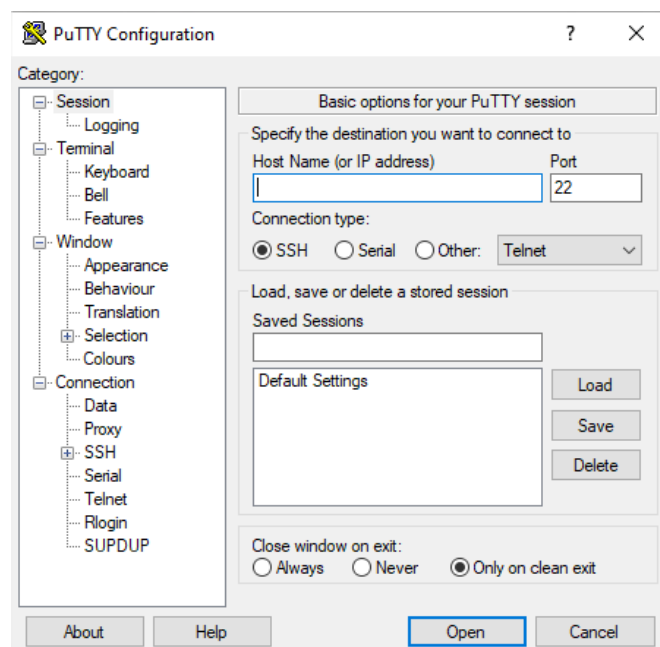 PuTTY Configuration
?
Category:
Session
Logging
Terminal
Keyboard
Bell
Features
Window
Appearance
Behaviour
Translation
Selection
Colours
Connection
Data
Proxy
SSH
Serial
Telnet
Rlogin
SUPDUP
Basic options for your PuTTY session
Specify the destination you want to connect to
Host Name (or IP address) Port
22
Connection type:
SSH Serial Other: Telnet
Load, save or delete a stored session
Saved Sessions
Default Settings
Load
Save
Delete
Close window on exit:
Always Never Only on clean exit
About Help Open Cancel